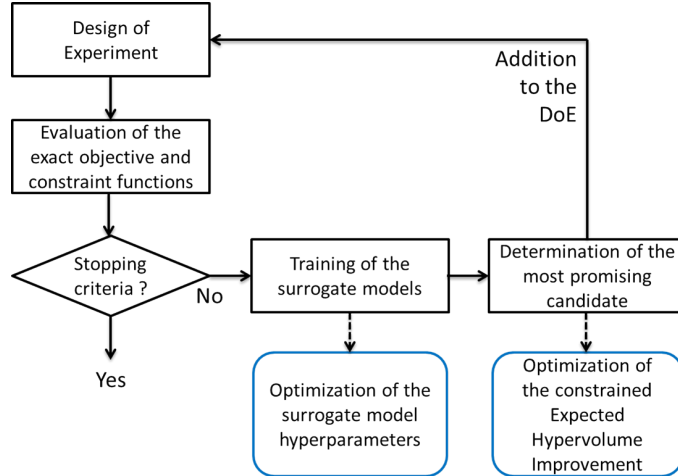 Design of
Experiment
Addition
to the
DoE
Evaluation of the
exact objective and
constraint functions
Stopping
criteria ?
No
Yes
Training of the
surrogate models
Determination of the
most promising
candidate
Optimization of the
surrogate model
hyperparameters
Optimization of
the constrained
Expected
Hypervolume
Improvement